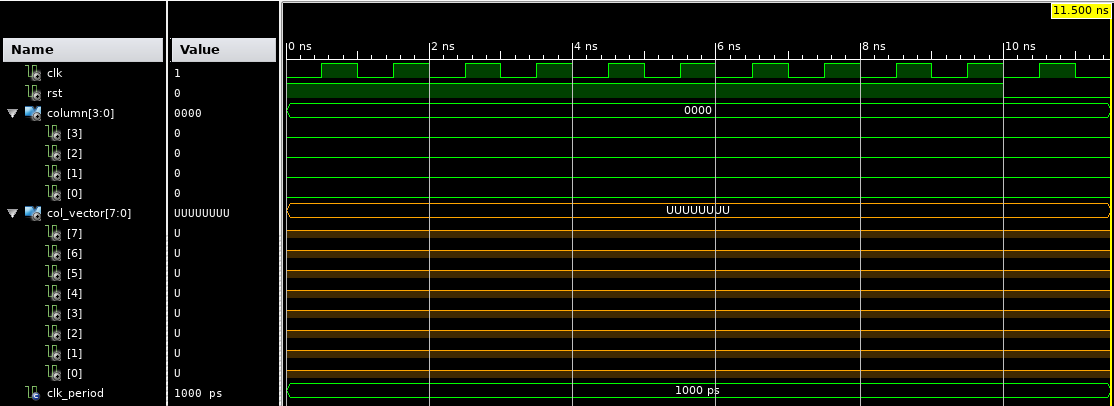 11.500 ns
Name Value 0 ns 2 ns 4 ns 6 ns 8 ns 10 ns
clk 1
rst 0
column[3:0] 0000 0000
[3] 0
[2] 0
[1] 0
[0] 0
col_vector[7:0] UUUUUUUU UUUUUUUU
[7] U
[6] U
[5] U
[4] U
[3] U
[2] U
[1] U
[0] U
clk_period 1000 ps 1000 ps